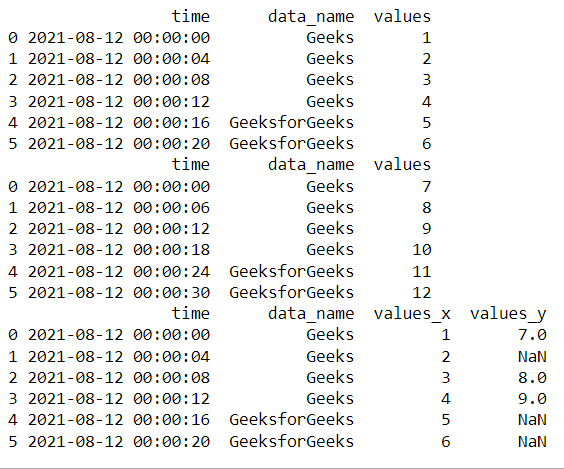 time       data_name  values
0 2021-08-12 00:00:00           Geeks       1
1 2021-08-12 00:00:04           Geeks       2
2 2021-08-12 00:00:08           Geeks       3
3 2021-08-12 00:00:12           Geeks       4
4 2021-08-12 00:00:16  GeeksforGeeks       5
5 2021-08-12 00:00:20  GeeksforGeeks       6
                 time       data_name  values
0 2021-08-12 00:00:00           Geeks       7
1 2021-08-12 00:00:06           Geeks       8
2 2021-08-12 00:00:12           Geeks       9
3 2021-08-12 00:00:18           Geeks      10
4 2021-08-12 00:00:24  GeeksforGeeks      11
5 2021-08-12 00:00:30  GeeksforGeeks      12
                 time       data_name  values_x  values_y
0 2021-08-12 00:00:00           Geeks         1       7.0
1 2021-08-12 00:00:04           Geeks         2       NaN
2 2021-08-12 00:00:08           Geeks         3       8.0
3 2021-08-12 00:00:12           Geeks         4       9.0
4 2021-08-12 00:00:16  GeeksforGeeks         5       NaN
5 2021-08-12 00:00:20  GeeksforGeeks         6       NaN